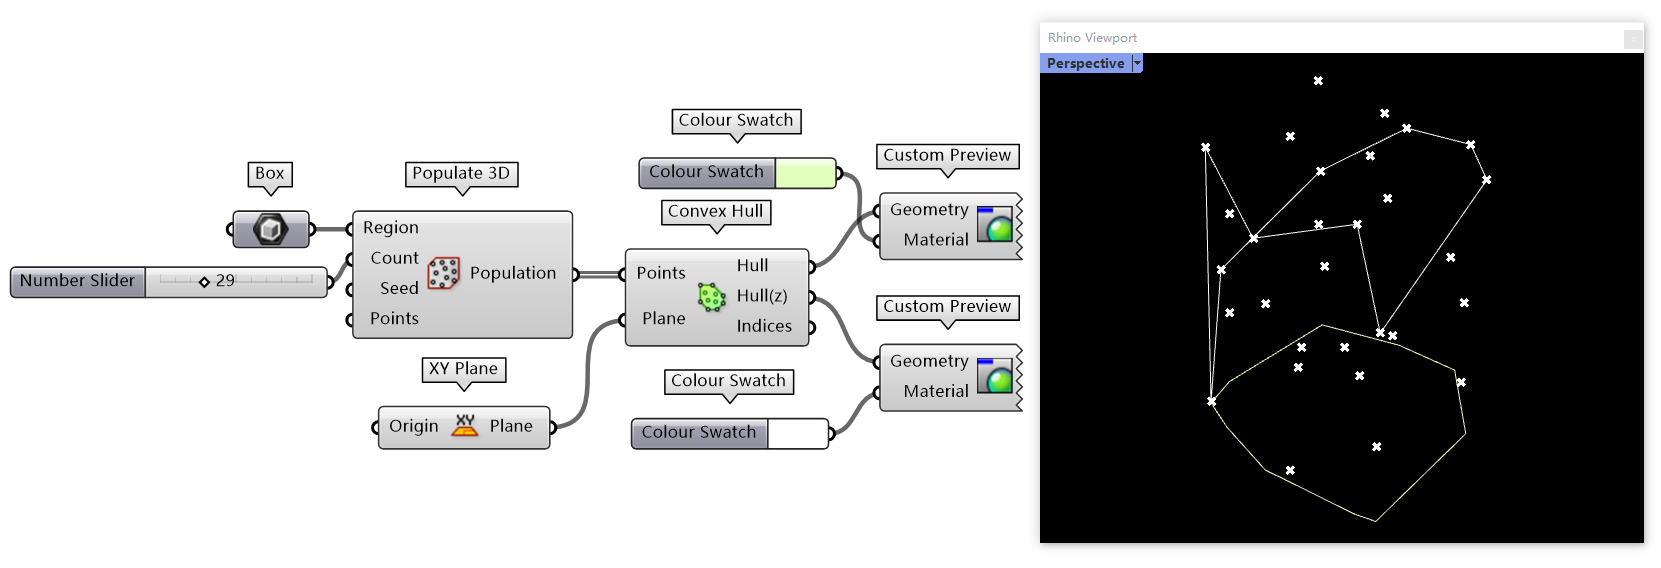 Rhino Viewport
Perspective
Colour Swatch
Colour Swatch
Custom Preview
Geometry
Material
Box
Populate 3D
Convex Hull
Region
Count
Seed
Points
Population
Number Slider
29
Points
Plane
Hull
Hull(z)
Indices
Custom Preview
Geometry
Material
XY Plane
Origin
XY
Plane
Colour Swatch
Colour Swatch